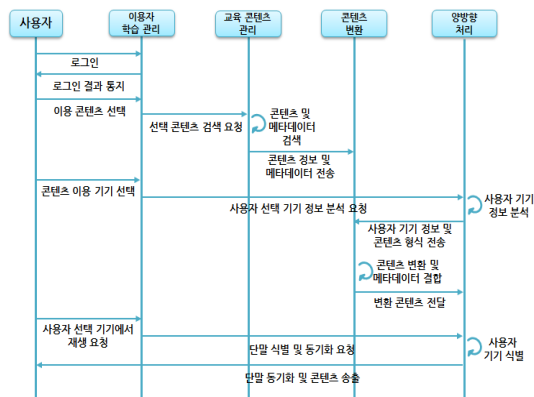 사용자
이용자
학습 관리
교육 콘텐츠
관리
콘텐츠
변환
양방향
처리
로그인
로그인 결과 통지
이용 콘텐츠 선택
선택 콘텐츠 검색 요청
콘텐츠 및
메타데이터
검색
콘텐츠 정보 및
메타데이터 전송
콘텐츠 이용 기기 선택
사용자 선택 기기 정보 분석 요청
사용자 기기
정보 분석
사용자 기기 정보 및
콘텐츠 형식 전송
콘텐츠 변환 및
메타데이터 결합
변환 콘텐츠 전달
사용자 선택 기기에서
재생 요청
단말 식별 및 동기화 요청
사용자
기기 식별
단말 동기화 및 콘텐츠 송출